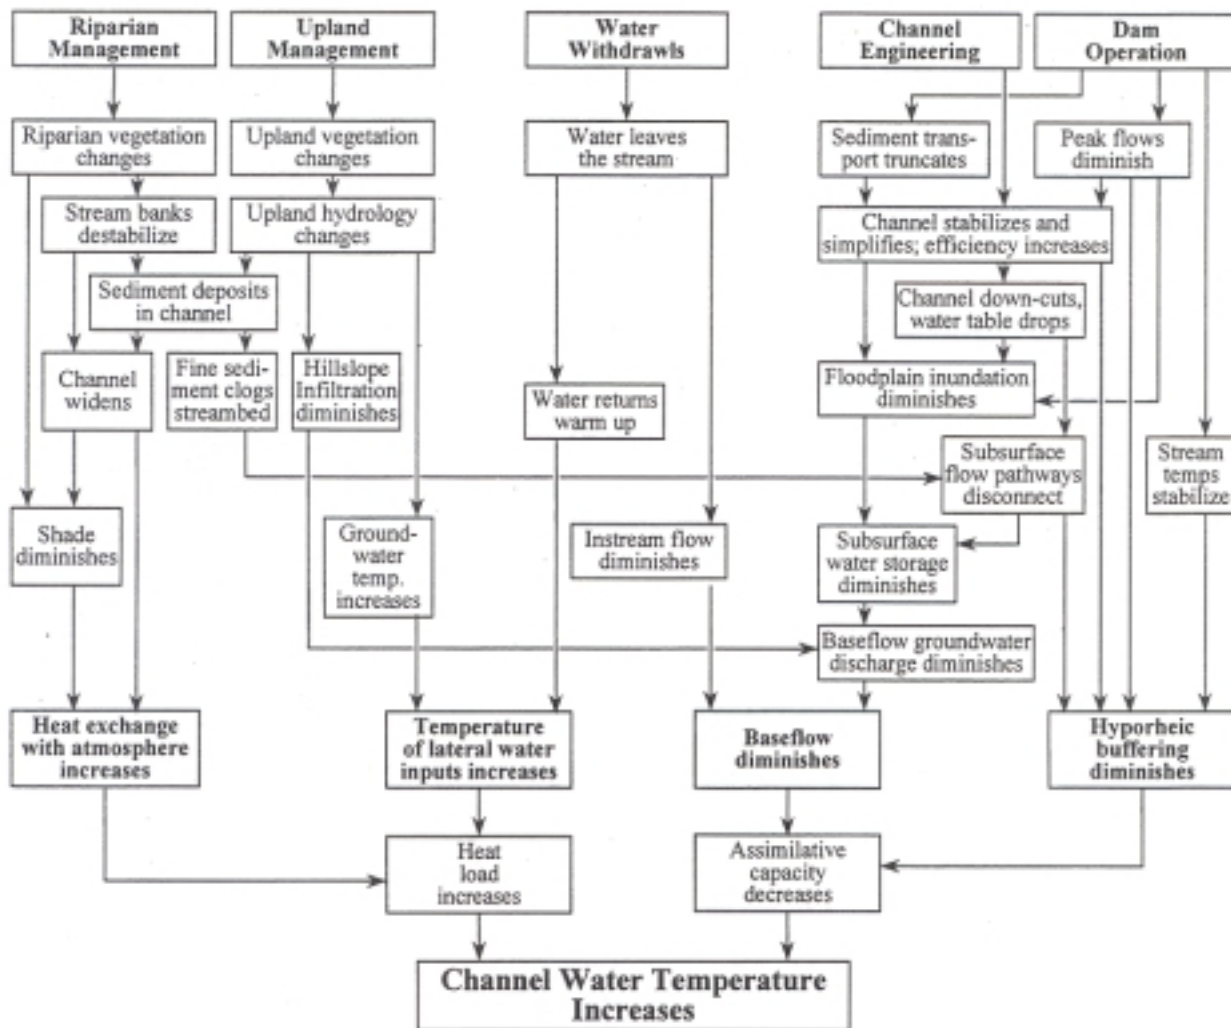 Riparian
Management
Upland
Management
Water
Withdrawls
Channel
Engineering
Dam
Operation
Riparian vegetation
changes
Upland vegetation
changes
Water leaves
the stream
Sediment trans-
port truncates
Peak flows
diminish
Stream banks
destabilize
Upland hydrology
changes
Channel stabilizes and
simplifies; efficiency increases
Sediment deposits
in channel
Channel down-cuts,
water table drops
Channel
widens
Fine sedi-
ment clogs
streambed
Hillslope
Infiltration
diminishes
Water returns
warm up
Floodplain inundation
diminishes
Subsurface
flow pathways
disconnect
Stream
temps
stabilize
Shade
diminishes
Ground-
water
temp.
increases
Instream flow
diminishes
Subsurface
water storage
diminishes
Baseflow groundwater
discharge diminishes
Heat exchange
with atmosphere
increases
Temperature
of lateral water
inputs increases
Baseflow
diminishes
Hyporheic
buffering
diminishes
Heat
load
increases
Assimilative
capacity
decreases
Channel Water Temperature
Increases